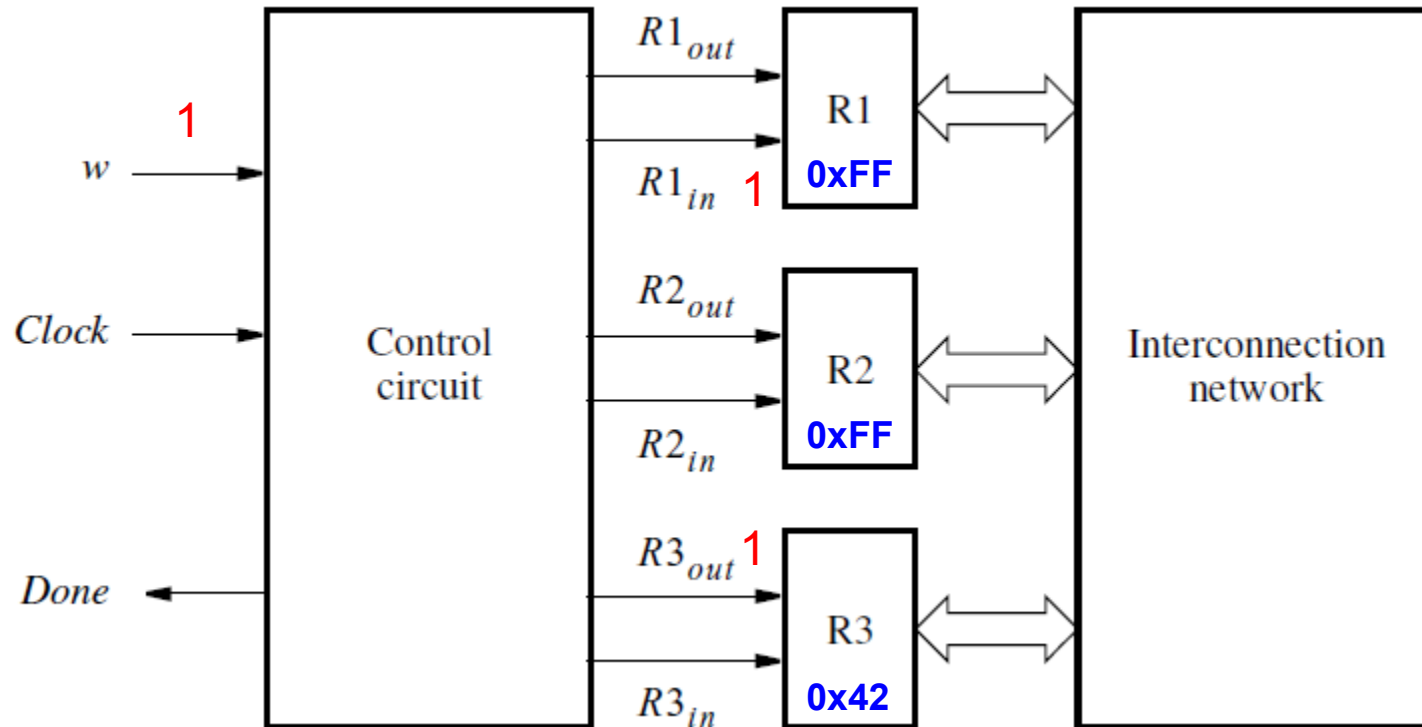 R1out
1
w
R1
0xFF
R1in 1
R2out
Clock
Control
circuit
R2
0xFF
Interconnection
network
R2in
R3out 1
Done
R3
0x42
R3in